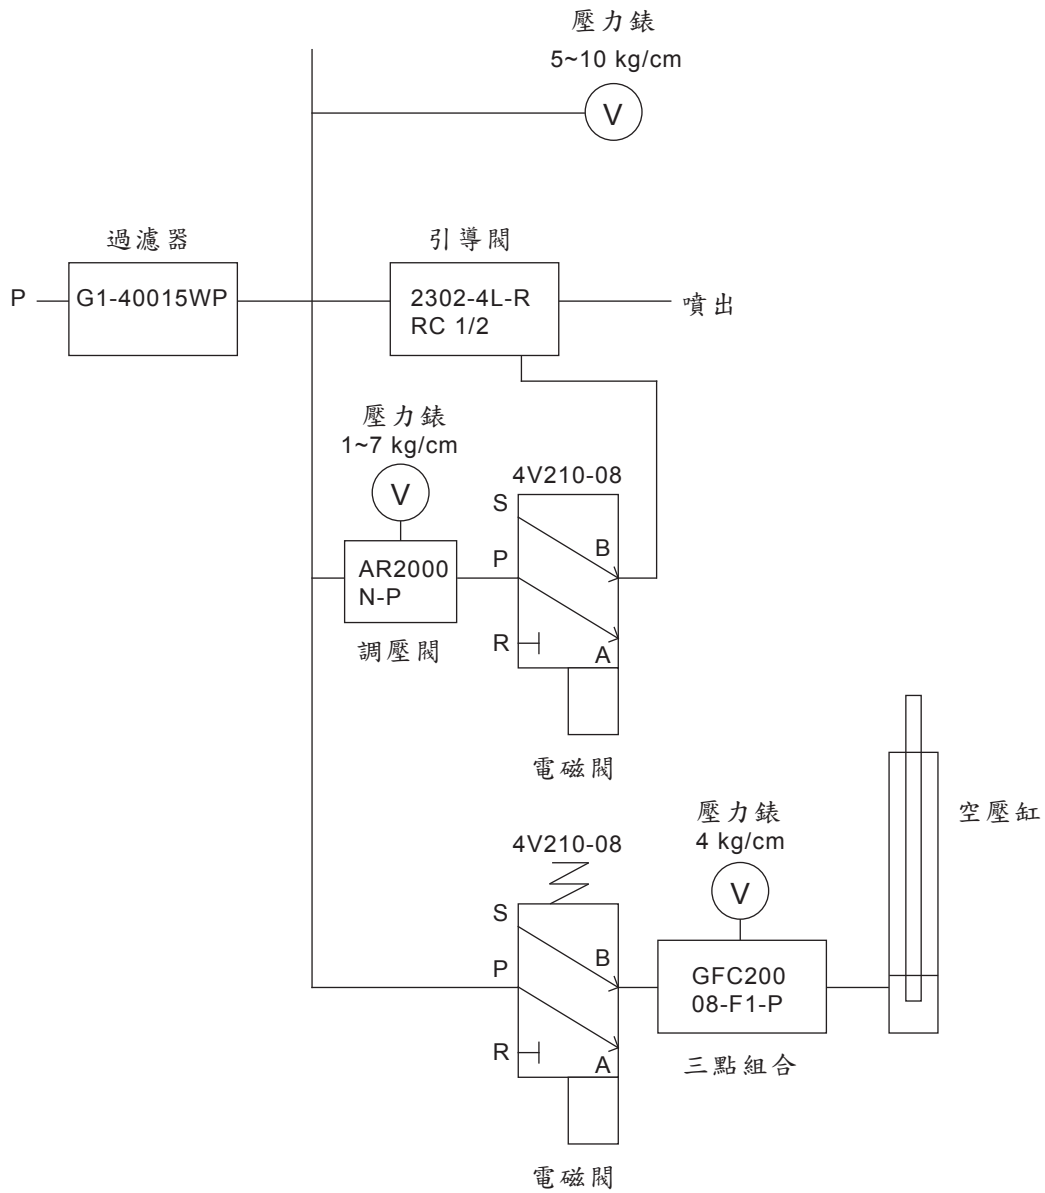 壓力錶
5~10 kg/cm
V
過濾器
引導閥
P
G1-40015WP
2302-4L-R
RC 1/2
噴出
壓力錶
1~7 kg/cm
V
4V210-08
S
B
P
AR2000
N-P
R
A
調壓閥
電磁閥
壓力錶
4 kg/cm
空壓缸
4V210-08
V
S
B
P
GFC200
08-F1-P
R
A
三點組合
電磁閥